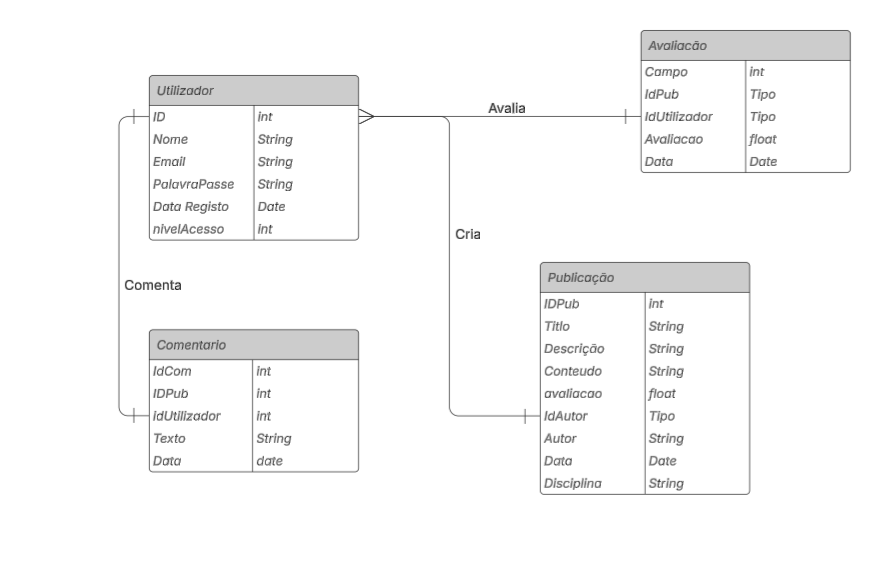 Utilizador
ID int
Nome String
Email String
PalavraPasse String
Data Registo Date
nivelAcesso int
Avalia
Avaliacão
Campo int
IdPub Tipo
IdUtilizador Tipo
Avaliacao float
Data Date
Cria
Comenta
Comentario
IdCom int
IDPub int
idUtilizador int
Texto String
Data date
Publicação
IDPub int
Titlo String
Descrição String
Conteudo String
avaliacao float
IdAutor Tipo
Autor String
Data Date
Disciplina String